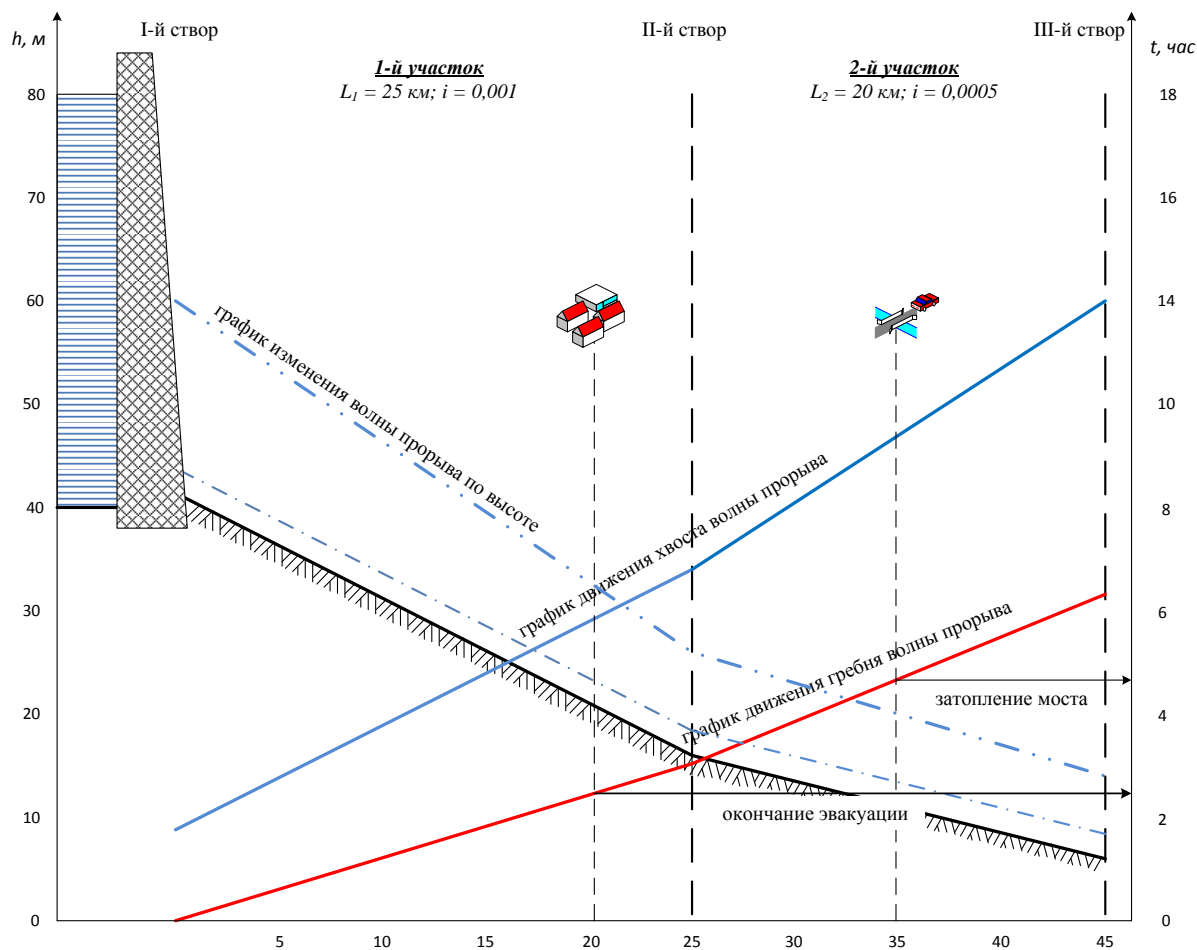 I-й створ
II-й створ
III-й створ
h, м
t, час
1-й участок
L₁ = 25 км; i = 0,001
2-й участок
L₂ = 20 км; i = 0,0005
80
70
60
50
40
30
20
10
0
18
16
14
10
8
6
4
2
0
график изменения волны прорыва по высоте
график движения хвоста волны прорыва
график движения гребня волны прорыва
затопление моста
окончание эвакуации
5
10
15
20
25
30
35
40
45